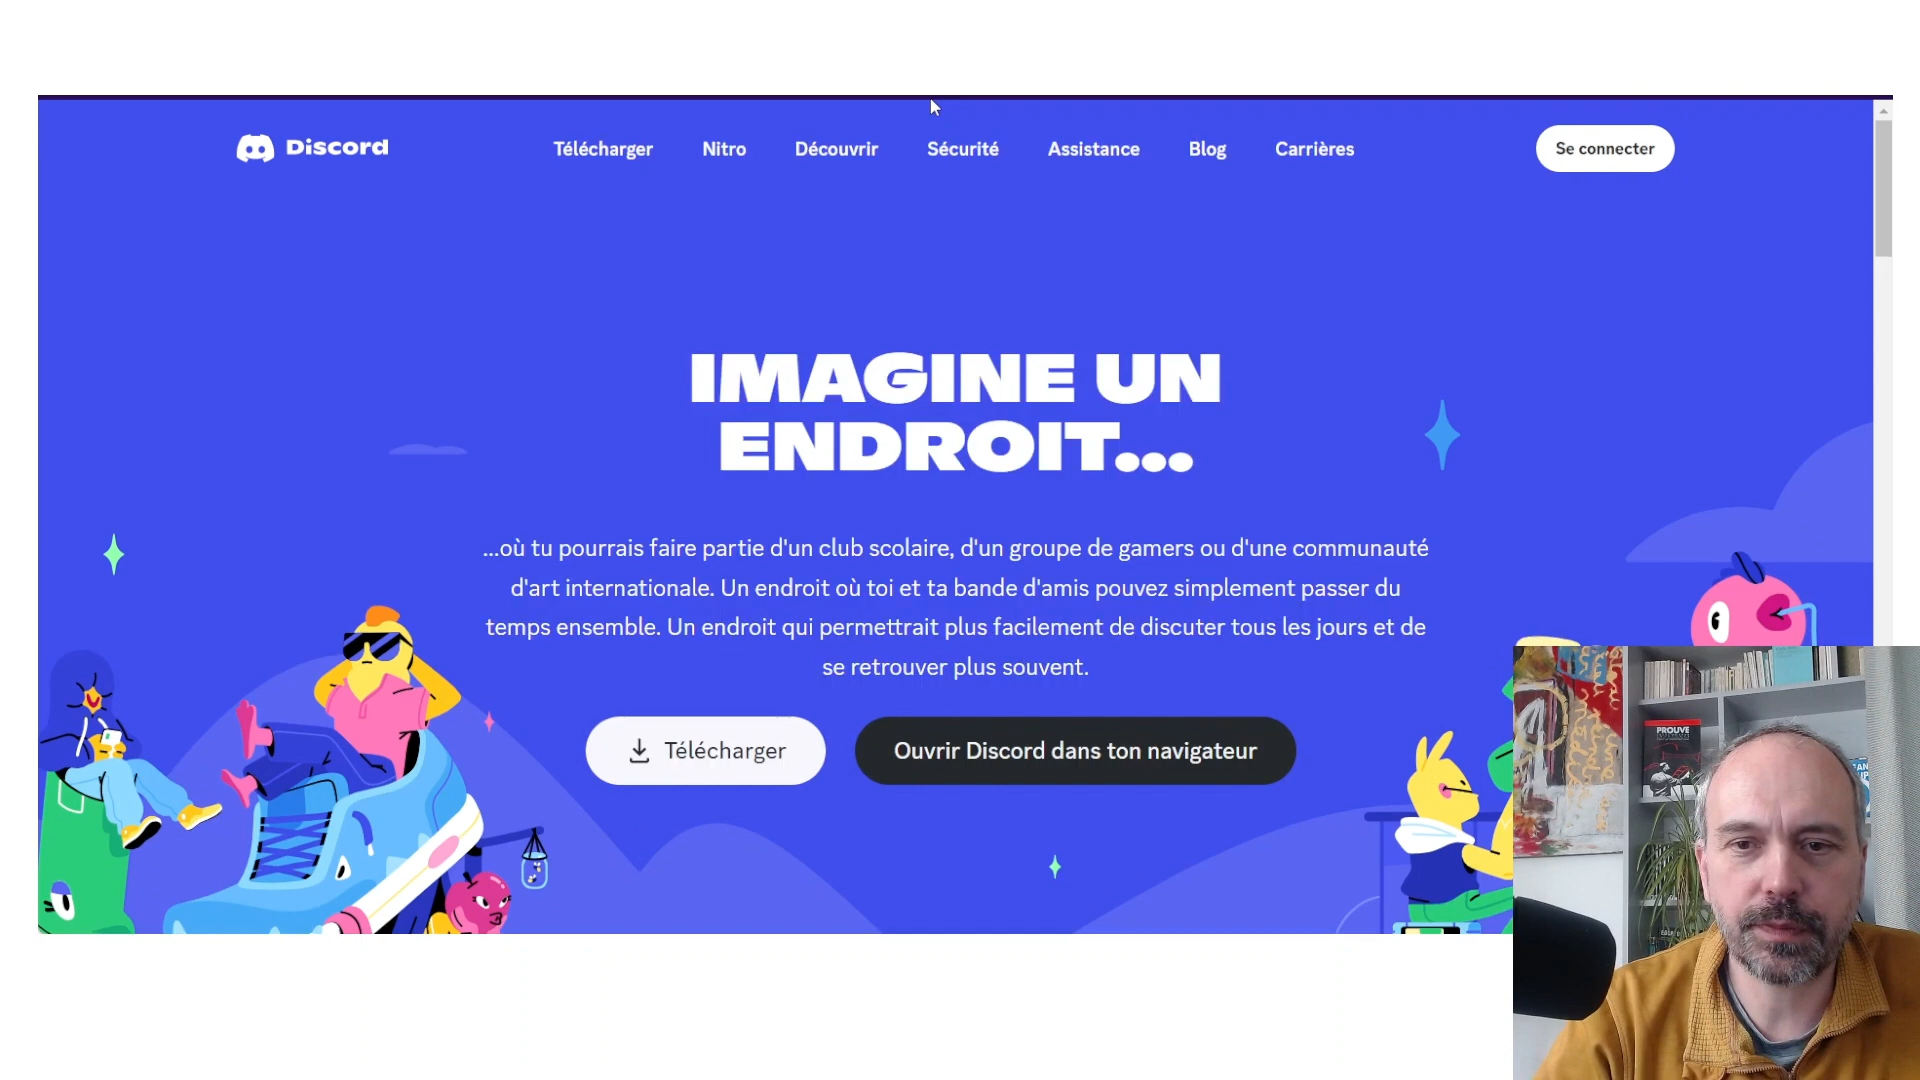 Discord
Télécharger Nitro Découvrir Sécurité Assistance Blog Carrières
Se connecter
IMAGINE UN
ENDROIT...
...où tu pourrais faire partie d'un club scolaire, d'un groupe de gamers ou d'une communauté
d'art internationale. Un endroit où toi et ta bande d'amis pouvez simplement passer du
temps ensemble. Un endroit qui permettrait plus facilement de discuter tous les jours et de
se retrouver plus souvent.
Télécharger
Ouvrir Discord dans ton navigateur
PROUVE